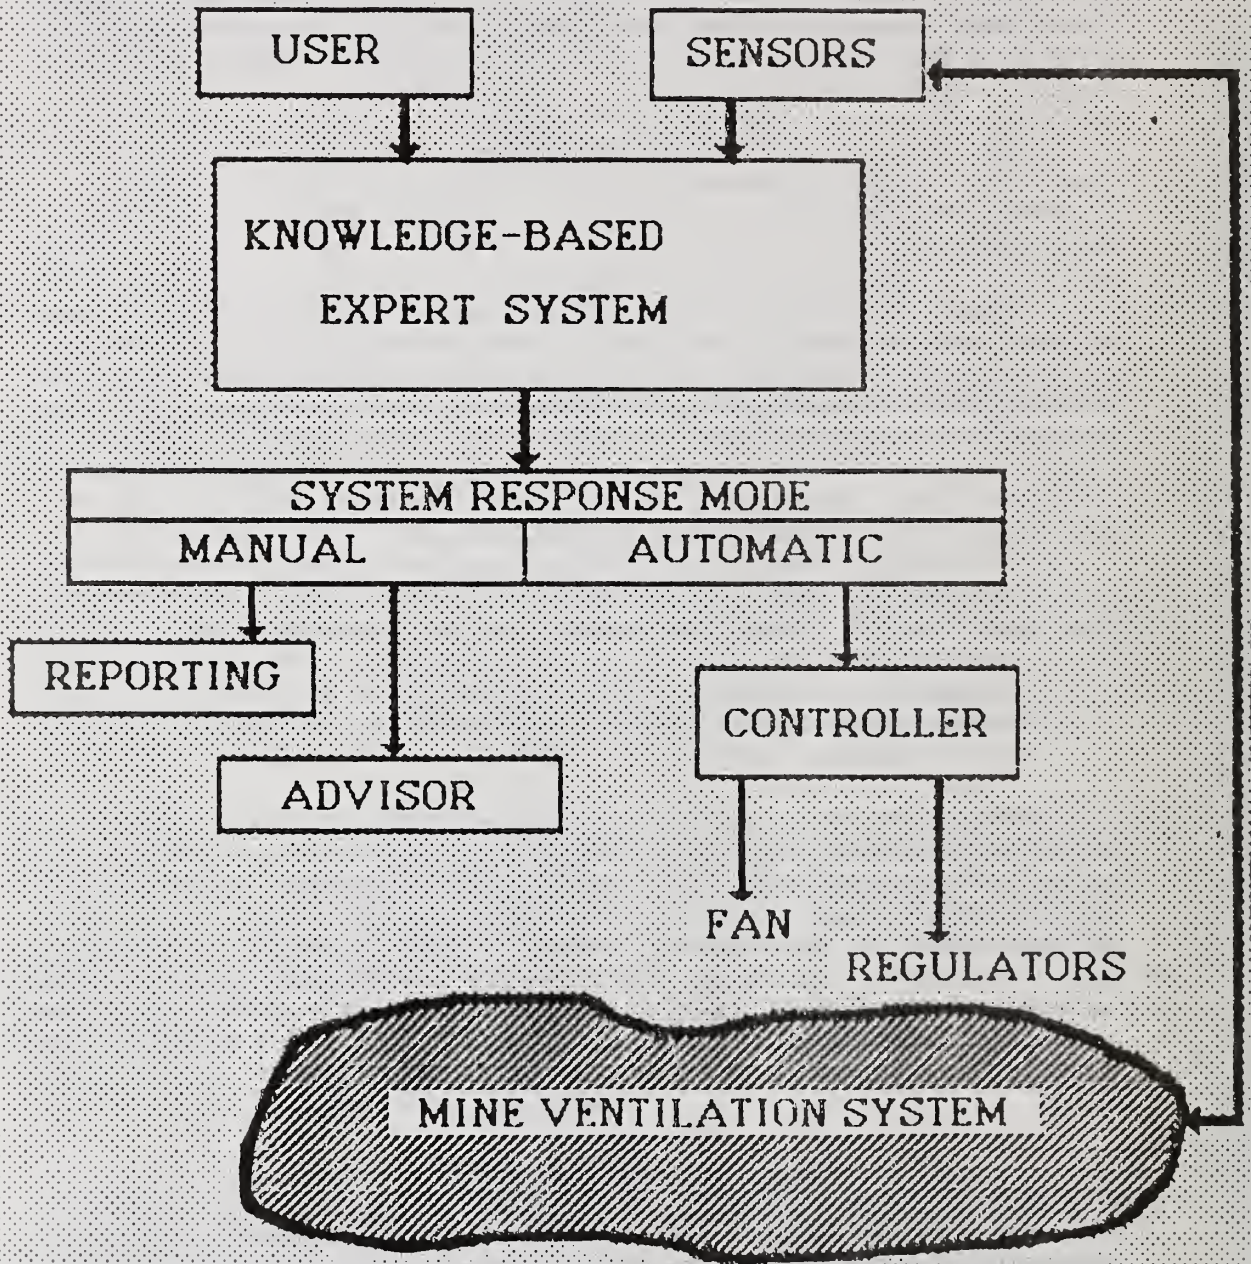 USER
SENSORS
KNOWLEDGE-BASED
EXPERT SYSTEM
SYSTEM RESPONSE MODE
MANUAL
AUTOMATIC
REPORTING
CONTROLLER
ADVISOR
FAN
REGULATORS
MINE VENTILATION SYSTEM